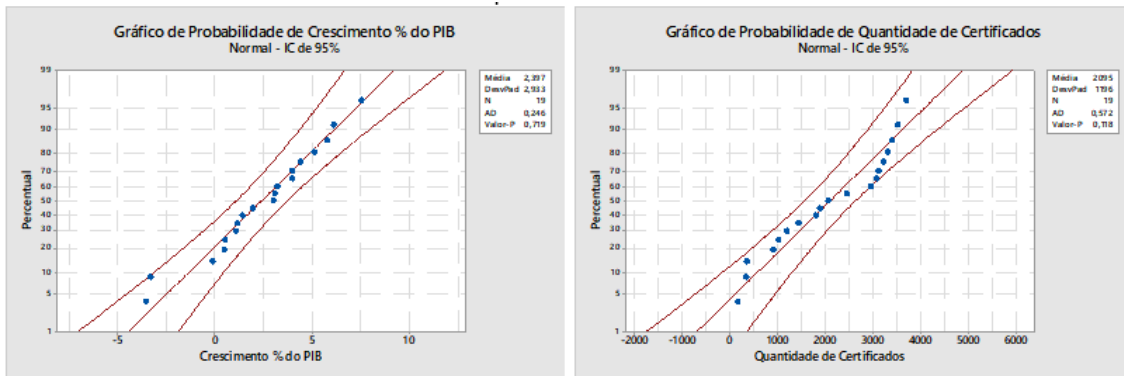 Gráfico de Probabilidade de Crescimento % do PIB
Normal - IC de 95%
99
95
90
80
70
60
50
40
30
20
10
5
1
Percentual
-5
0
5
10
Crescimento % do PIB
Média 2,397
DesvPad 2,933
N 19
AD 0,246
Valor-P 0,719
Gráfico de Probabilidade de Quantidade de Certificados
Normal - IC de 95%
99
95
90
80
70
60
50
40
30
20
10
5
1
Percentual
-2000
-1000
0
1000
2000
3000
4000
5000
6000
Quantidade de Certificados
Média 2095
DesvPad 1196
N 19
AD 0,572
Valor-P 0,118